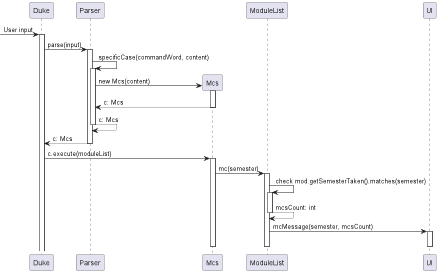 Duke
Parser
ModuleList
UI
User input
parse(input)
specificCase(commandWord, content)
new Mcs(content)
Mcs
c: Mcs
c: Mcs
c: Mcs
c.execute(moduleList)
mc(semester)
check mod.getSemesterTaken().matches(semester)
mcsCount: int
mcMessage(semester, mcsCount)
Duke
Parser
Mcs
ModuleList
UI